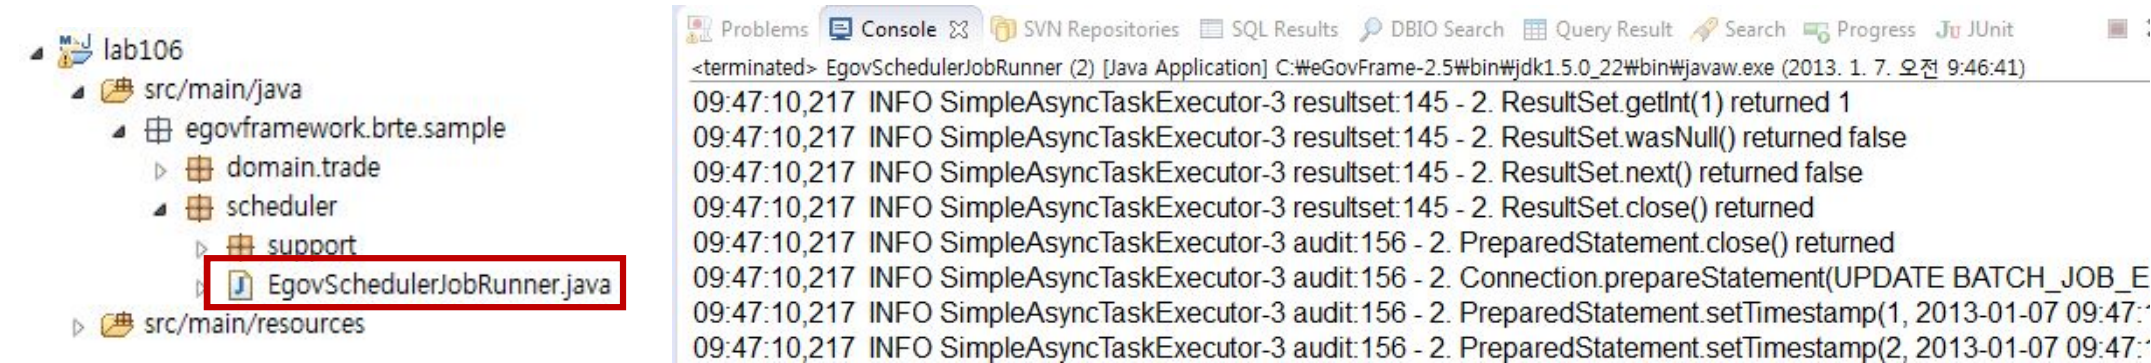 lab106
src/main/java
egovframework.brte.sample
domain.trade
scheduler
support
EgovSchedulerJobRunner.java
src/main/resources
Problems Console SVN Repositories SQL Results DBIO Search Query Result Search Progress Ju JUnit
<terminated> EgovSchedulerJobRunner (2) [Java Application] C:₩eGovFrame-2.5₩bin₩jdk1.5.0_22₩bin₩javaw.exe (2013. 1. 7. 오전 9:46:41)
09:47:10,217 INFO SimpleAsyncTaskExecutor-3 resultset:145 - 2. ResultSet.getInt(1) returned 1
09:47:10,217 INFO SimpleAsyncTaskExecutor-3 resultset:145 - 2. ResultSet.wasNull() returned false
09:47:10,217 INFO SimpleAsyncTaskExecutor-3 resultset:145 - 2. ResultSet.next() returned false
09:47:10,217 INFO SimpleAsyncTaskExecutor-3 resultset:145 - 2. ResultSet.close() returned
09:47:10,217 INFO SimpleAsyncTaskExecutor-3 audit:156 - 2. PreparedStatement.close() returned
09:47:10,217 INFO SimpleAsyncTaskExecutor-3 audit:156 - 2. Connection.prepareStatement(UPDATE BATCH_JOB_E
09:47:10,217 INFO SimpleAsyncTaskExecutor-3 audit:156 - 2. PreparedStatement.setTimestamp(1, 2013-01-07 09:47:1
09:47:10,217 INFO SimpleAsyncTaskExecutor-3 audit:156 - 2. PreparedStatement.setTimestamp(2, 2013-01-07 09:47: